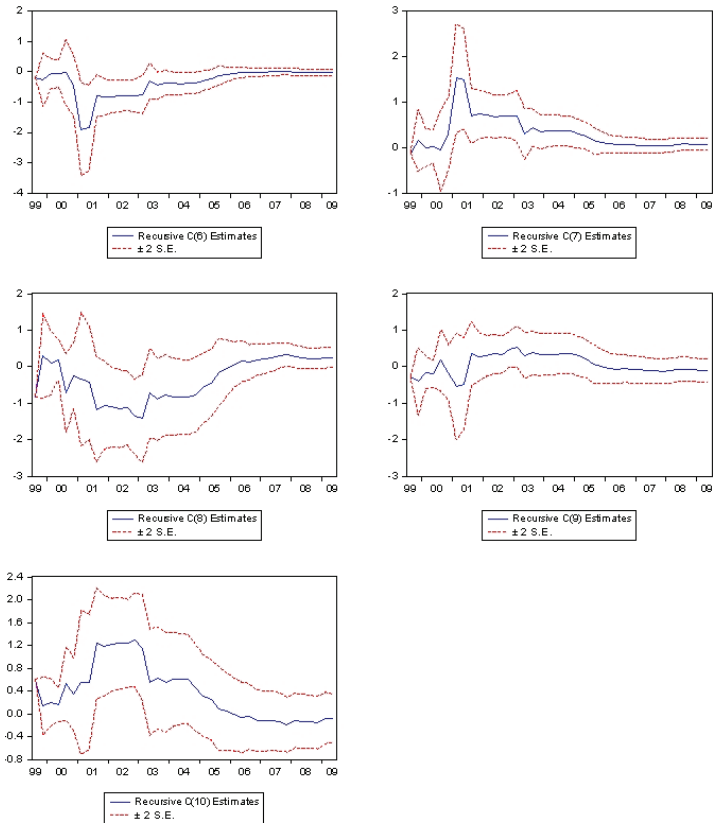 2
1
0
-1
-2
-3
-4
99 00 01 02 03 04 05 06 07 08 09
Recursive C(6) Estimates
± 2 S.E.
3
2
1
0
-1
99 00 01 02 03 04 05 06 07 08 09
Recursive C(7) Estimates
± 2 S.E.
2
1
0
-1
-2
-3
99 00 01 02 03 04 05 06 07 08 09
Recursive C(8) Estimates
± 2 S.E.
2
1
0
-1
-2
-3
99 00 01 02 03 04 05 06 07 08 09
Recursive C(9) Estimates
± 2 S.E.
2.4
2.0
1.6
1.2
0.8
0.4
0.0
-0.4
-0.8
99 00 01 02 03 04 05 06 07 08 09
Recursive C(10) Estimates
± 2 S.E.